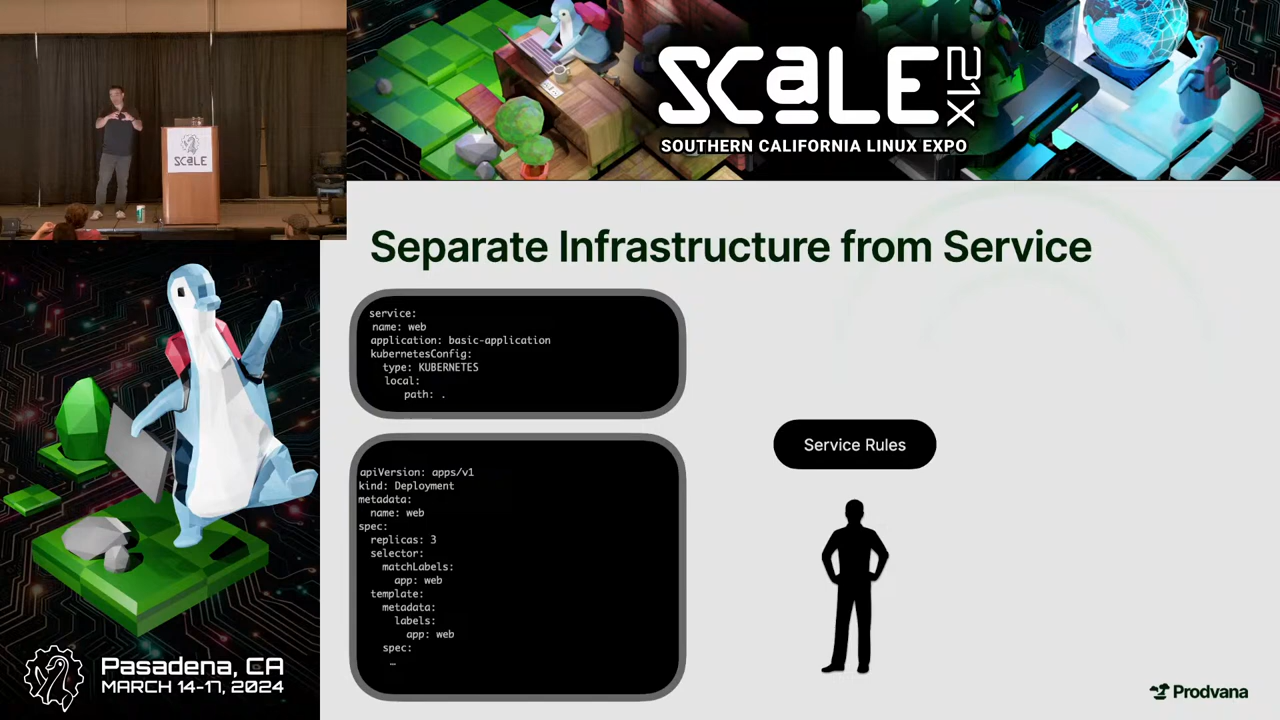 SCaLE
SCALE 21X
SOUTHERN CALIFORNIA LINUX EXPO
Separate Infrastructure from Service
service:
name: web
application: basic-application
kubernetesConfig:
type: KUBERNETES
local:
path: .
apiVersion: apps/v1
kind: Deployment
metadata:
name: web
spec:
replicas: 3
selector:
matchLabels:
app: web
template:
metadata:
labels:
app: web
spec:
…
Service Rules
Pasadena, CA
MARCH 14-17, 2024
Prodvana